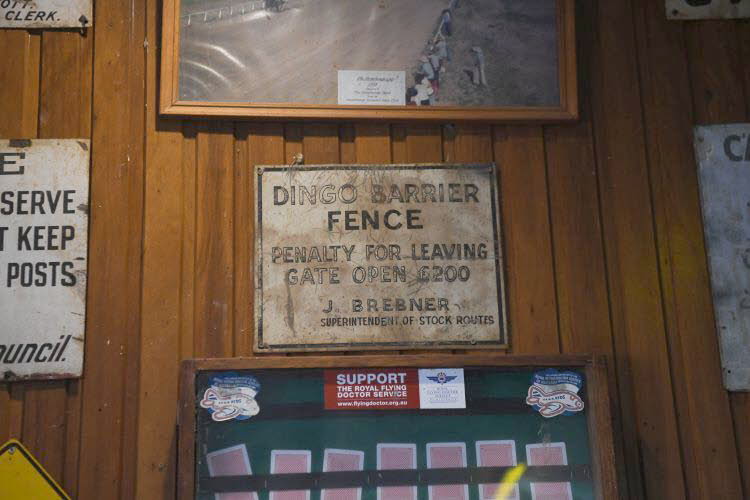 CLERK.
E
SERVE
T KEEP
POSTS
ouncil.
DINGO BARRIER
FENCE
PENALTY FOR LEAVING
GATE OPEN £200
J. BREBNER
SUPERINTENDENT OF STOCK ROUTES
SUPPORT
THE ROYAL FLYING
DOCTOR SERVICE
www.flyingdoctor.org.au